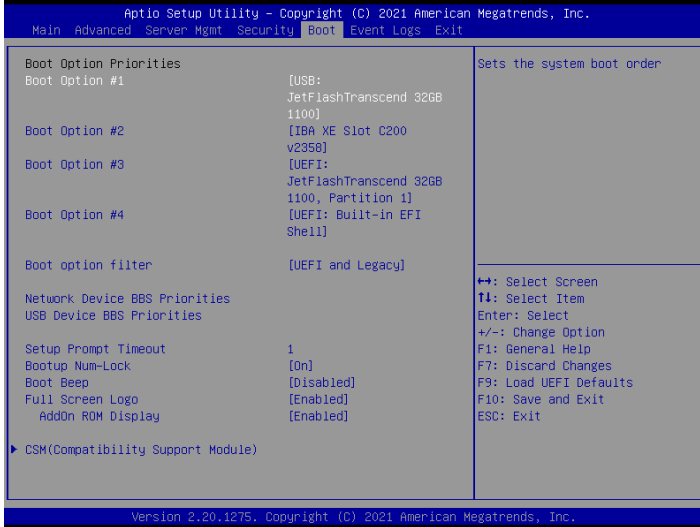 Aptio Setup Utility – Copyright (C) 2021 American Megatrends, Inc.
Main Advanced Server Mgmt Security Boot Event Logs Exit
Boot Option Priorities
Boot Option #1 [USB:
JetFlashTranscend 32GB
1100]
Boot Option #2 [IBA XE Slot C200
v2358]
Boot Option #3 [UEFI:
JetFlashTranscend 32GB
1100, Partition 1]
Boot Option #4 [UEFI: Built-in EFI
Shell]
Boot option filter [UEFI and Legacy]
Network Device BBS Priorities
USB Device BBS Priorities
Setup Prompt Timeout 1
Bootup Num-Lock [On]
Boot Beep [Disabled]
Full Screen Logo [Enabled]
AddOn ROM Display [Enabled]
CSM(Compatibility Support Module)
Sets the system boot order
↔: Select Screen
↑↓: Select Item
Enter: Select
+/-: Change Option
F1: General Help
F7: Discard Changes
F9: Load UEFI Defaults
F10: Save and Exit
ESC: Exit
Version 2.20.1275. Copyright (C) 2021 American Megatrends, Inc.